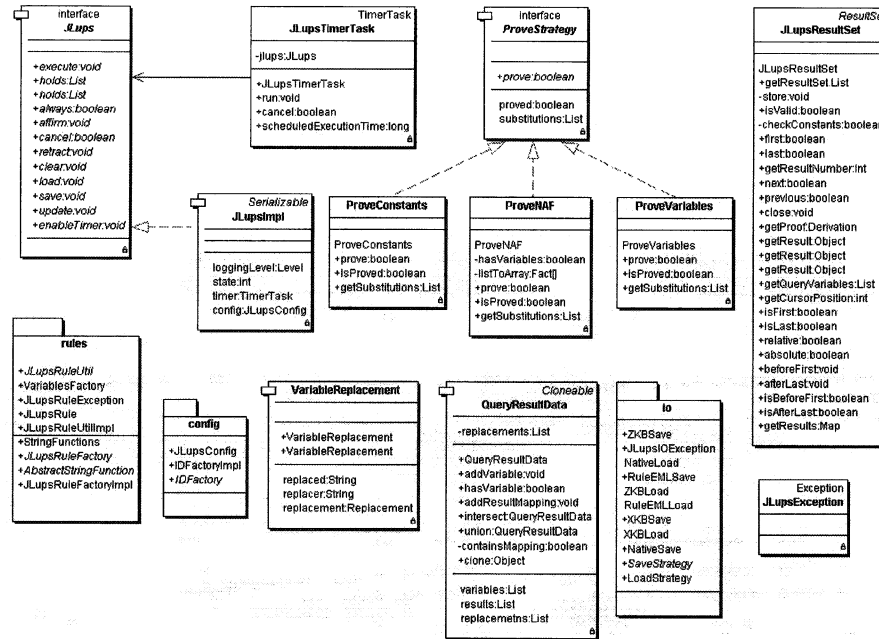 interface
JLups
+execute:void
+holds:List
+holds:List
+always:boolean
+affirm:void
+cancel:boolean
+retract:void
+clear:void
+load:void
+save:void
+update:void
+enableTimer:void
TimerTask
JLupsTimerTask
-jlups:JLups
+JLupsTimerTask
+run:void
+cancel:boolean
+scheduledExecutionTime:long
interface
ProveStrategy
+prove:boolean
proved:boolean
substitutions:List
ResultSe
JLupsResultSet
JLupsResultSet
+getResultSet:List
-store:void
+isValid:boolean
-checkConstants:boolean
+first:boolean
+last:boolean
+getResultNumber:int
+next:boolean
+previous:boolean
+close:void
+getProof:Derivation
+getResult:Object
+getResult:Object
+getResult:Object
+getQueryVariables:List
+getCursorPosition:int
+isFirst:boolean
+isLast:boolean
+relative:boolean
+absolute:boolean
+beforeFirst:void
+afterLast:void
+isBeforeFirst:boolean
+isAfterLast:boolean
+getResults:Map
Serializable
JLupsImpl
loggingLevel:Level
state:int
timer:TimerTask
config:JLupsConfig
ProveConstants
ProveConstants
+prove:boolean
+isProved:boolean
+getSubstitutions:List
ProveNAF
ProveNAF
-hasVariables:boolean
-listToArray:Fact[]
+prove:boolean
+isProved:boolean
+getSubstitutions:List
ProveVariables
ProveVariables
+prove:boolean
+isProved:boolean
+getSubstitutions:List
rules
+JLupsRuleUtil
+VariablesFactory
+JLupsRuleException
+JLupsRule
+JLupsRuleUtilImpl
+StringFunctions
+JLupsRuleFactory
+AbstractStringFunction
+JLupsRuleFactoryImpl
config
+JLupsConfig
+IDFactoryImpl
+IDFactory
VariableReplacement
+VariableReplacement
+VariableReplacement
replaced:String
replacer:String
replacement:Replacement
Cloneable
QueryResultData
-replacements:List
+QueryResultData
+addVariable:void
+hasVariable:boolean
+addResultMapping:void
+intersect:QueryResultData
+union:QueryResultData
-containsMapping:boolean
+clone:Object
variables:List
results:List
replacemetns:List
io
+ZKBSave
+JLupsIOException
NativeLoad
+RuleEMLSave
ZKBLoad
RuleEMLLoad
+XKBSave
XKBLoad
+NativeSave
+SaveStrategy
+LoadStrategy
Exception
JLupsException